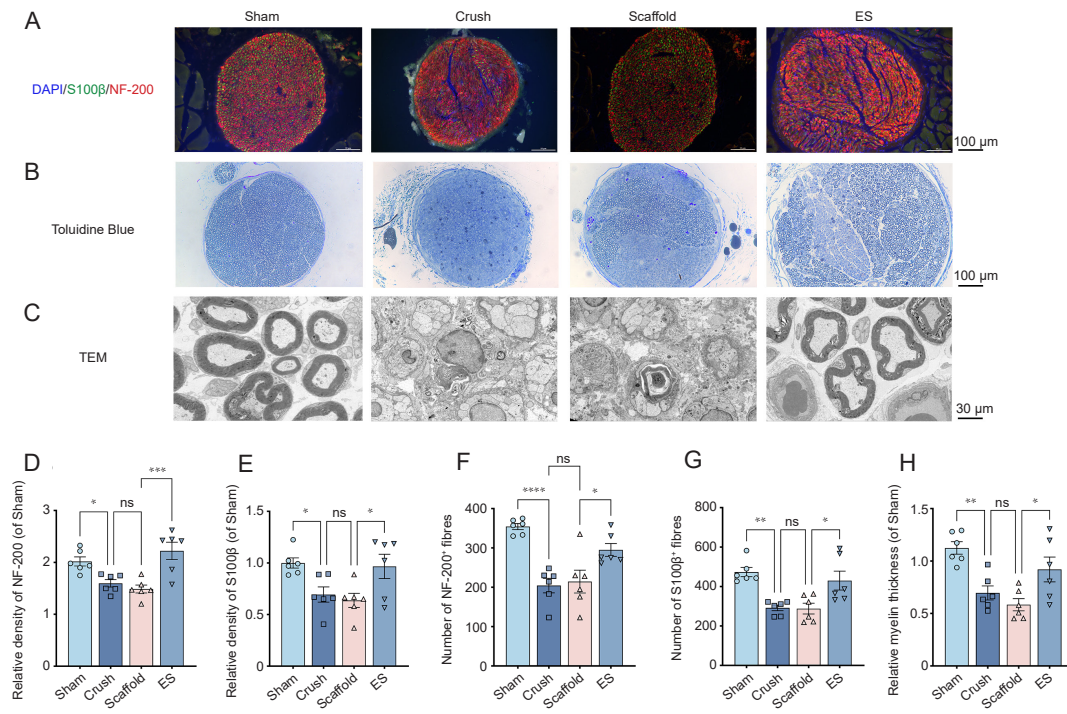 A
Sham
Crush
Scaffold
ES
DAPI/S100β/NF-200
100 μm
B
Toluidine Blue
100 μm
C
TEM
30 μm
D
Relative density of NF-200 (of Sham)
3
2
1
0
*
ns
***
Sham
Crush
Scaffold
ES
E
Relative density of S100β (of Sham)
1.5
1.0
0.5
0.0
*
ns
*
Sham
Crush
Scaffold
ES
F
Number of NF-200⁺ fibres
400
300
200
100
0
****
ns
*
Sham
Crush
Scaffold
ES
G
Number of S100β⁺ fibres
800
600
400
300
0
**
ns
*
Sham
Crush
Scaffold
ES
H
Relative myelin thickness (of Sham)
1.5
1.0
0.5
0.0
**
ns
*
Sham
Crush
Scaffold
ES